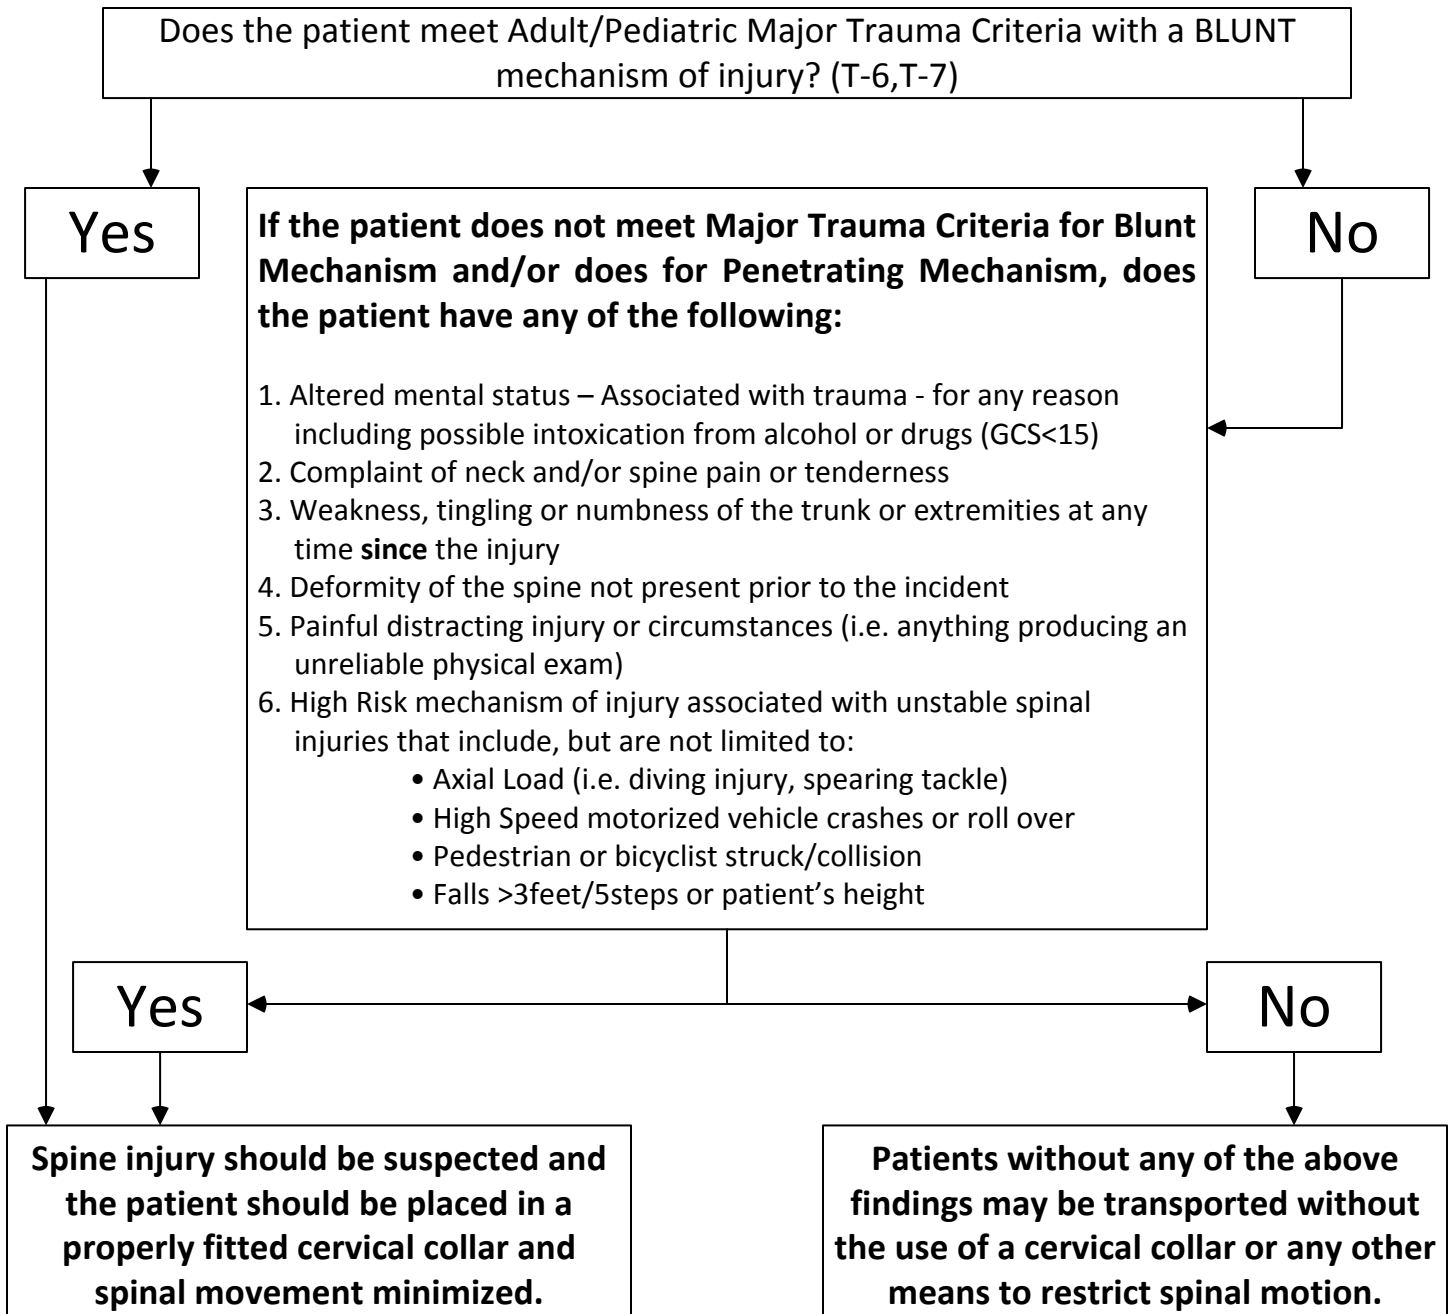 Does the patient meet Adult/Pediatric Major Trauma Criteria with a BLUNT
mechanism of injury? (T-6,T-7)
Yes
No
If the patient does not meet Major Trauma Criteria for Blunt
Mechanism and/or does for Penetrating Mechanism, does
the patient have any of the following:
1. Altered mental status – Associated with trauma - for any reason
including possible intoxication from alcohol or drugs (GCS<15)
2. Complaint of neck and/or spine pain or tenderness
3. Weakness, tingling or numbness of the trunk or extremities at any
time since the injury
4. Deformity of the spine not present prior to the incident
5. Painful distracting injury or circumstances (i.e. anything producing an
unreliable physical exam)
6. High Risk mechanism of injury associated with unstable spinal
injuries that include, but are not limited to:
• Axial Load (i.e. diving injury, spearing tackle)
• High Speed motorized vehicle crashes or roll over
• Pedestrian or bicyclist struck/collision
• Falls >3feet/5steps or patient’s height
Yes
No
Spine injury should be suspected and
the patient should be placed in a
properly fitted cervical collar and
spinal movement minimized.
Patients without any of the above
findings may be transported without
the use of a cervical collar or any other
means to restrict spinal motion.